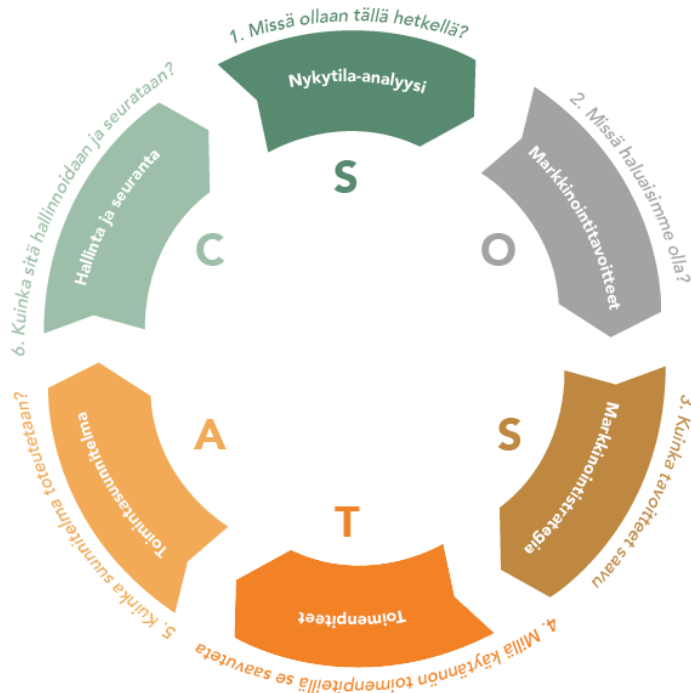 1. Missä ollaan tällä hetkellä?
Nykytila-analyysi
S
2. Missä haluaisimme olla?
Markkinointitavoitteet
O
3. Kuinka tavoitteet saavu
Markkinointistrategia
S
4. Millä käytännön toimenpiteillä se saavuteta
Toimenpiteet
T
5. Kuinka suunnitelma toteutetaan?
Toimintasuunnitelma
A
6. Kuinka sitä hallinnoidaan ja seurataan?
Hallinta ja seuranta
C